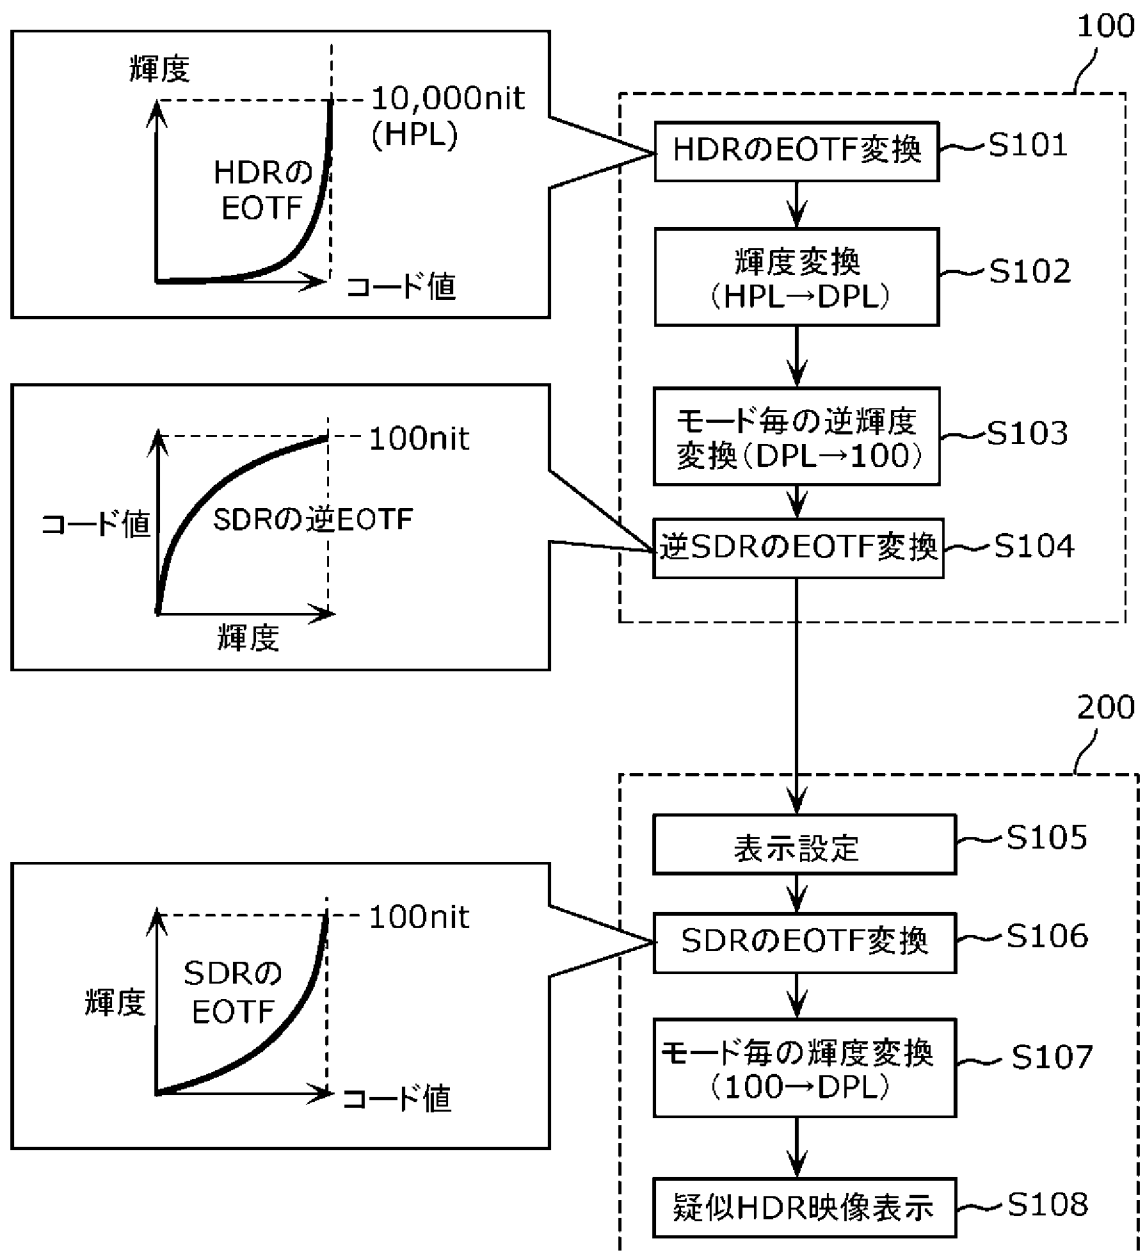 100
輝度
10,000nit
(HPL)
HDRの
EOTF
コード値
HDRのEOTF変換
S101
輝度変換
(HPL→DPL)
S102
モード毎の逆輝度
変換(DPL→100)
S103
逆SDRのEOTF変換
S104
100nit
コード値
SDRの逆EOTF
輝度
200
表示設定
S105
SDRのEOTF変換
S106
モード毎の輝度変換
(100→DPL)
S107
疑似HDR映像表示
S108
100nit
SDRの
EOTF
輝度
コード値